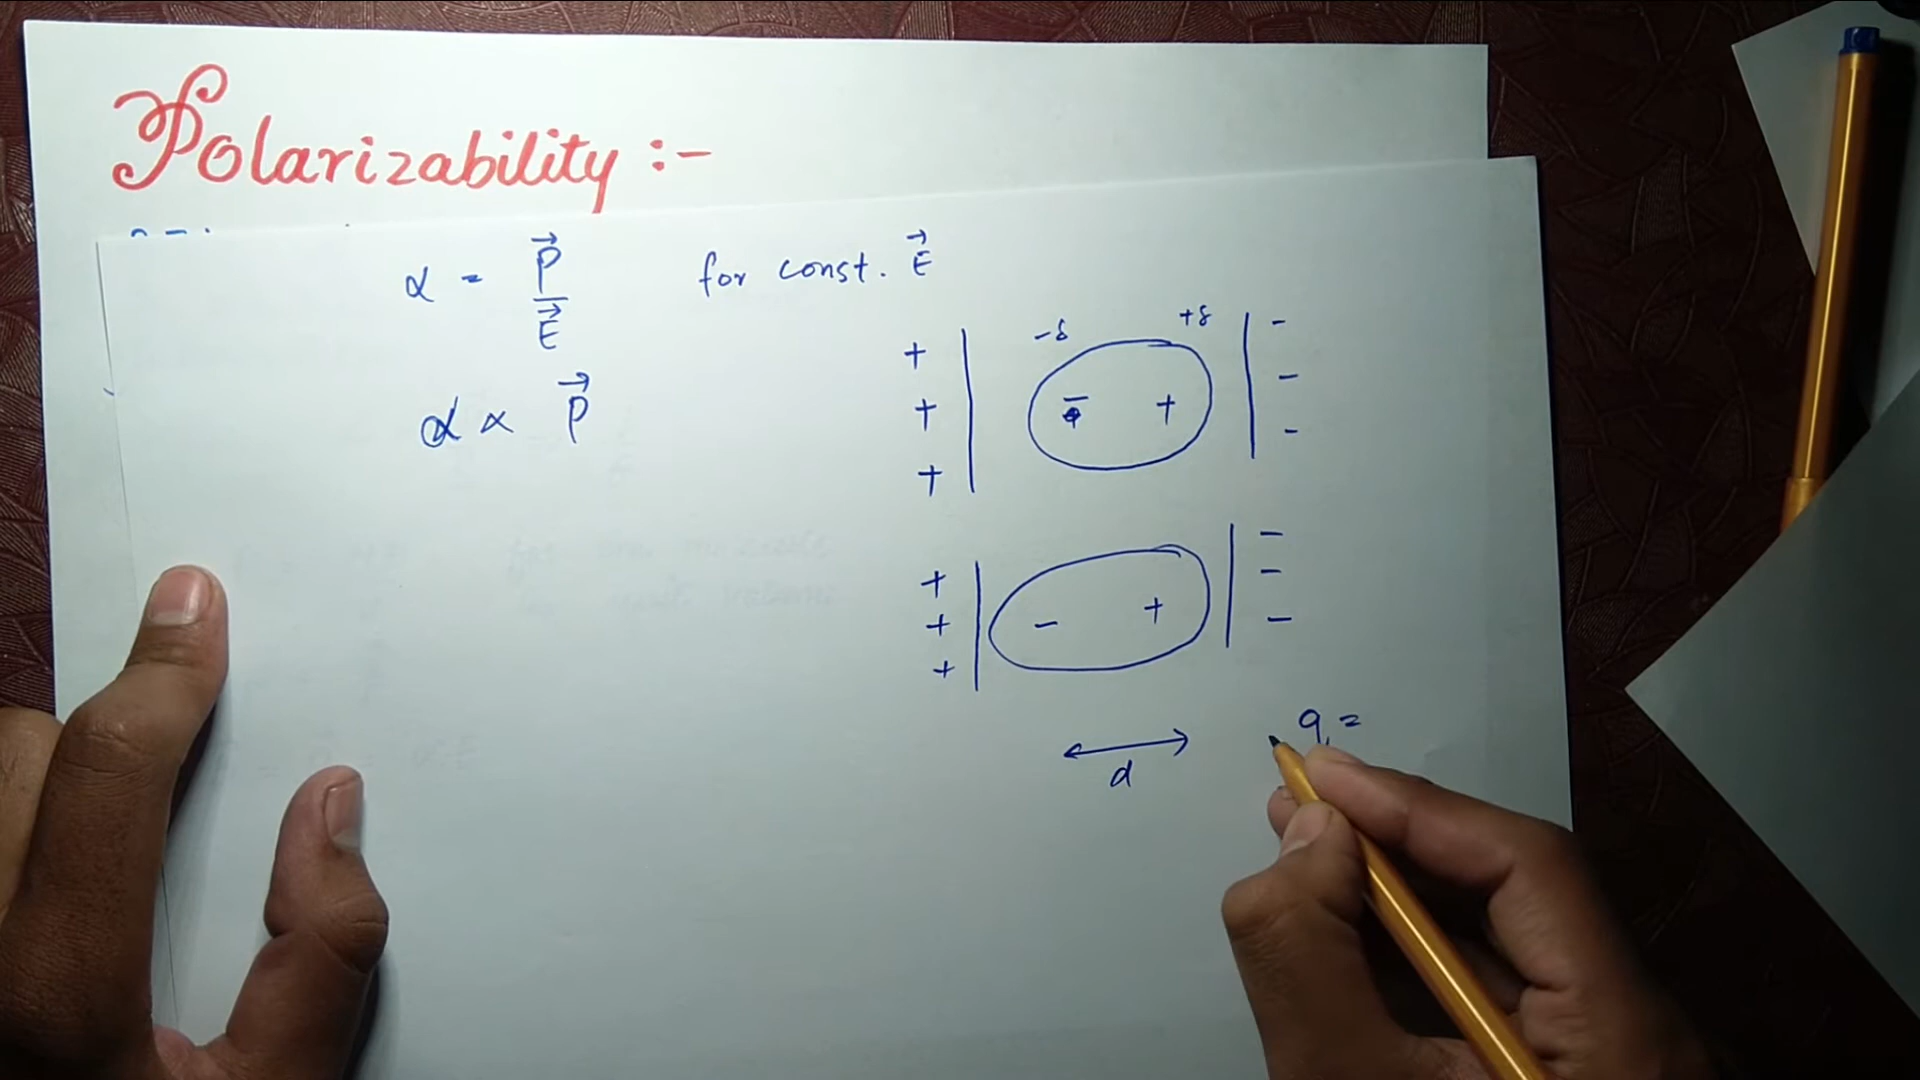 Polarizability :-
α = P⃗ / E⃗ for const. E⃗
α ∝ P⃗
-δ +δ
+ -
+ - + -
+ -
+ -
+ - + -
+ -
q =
d